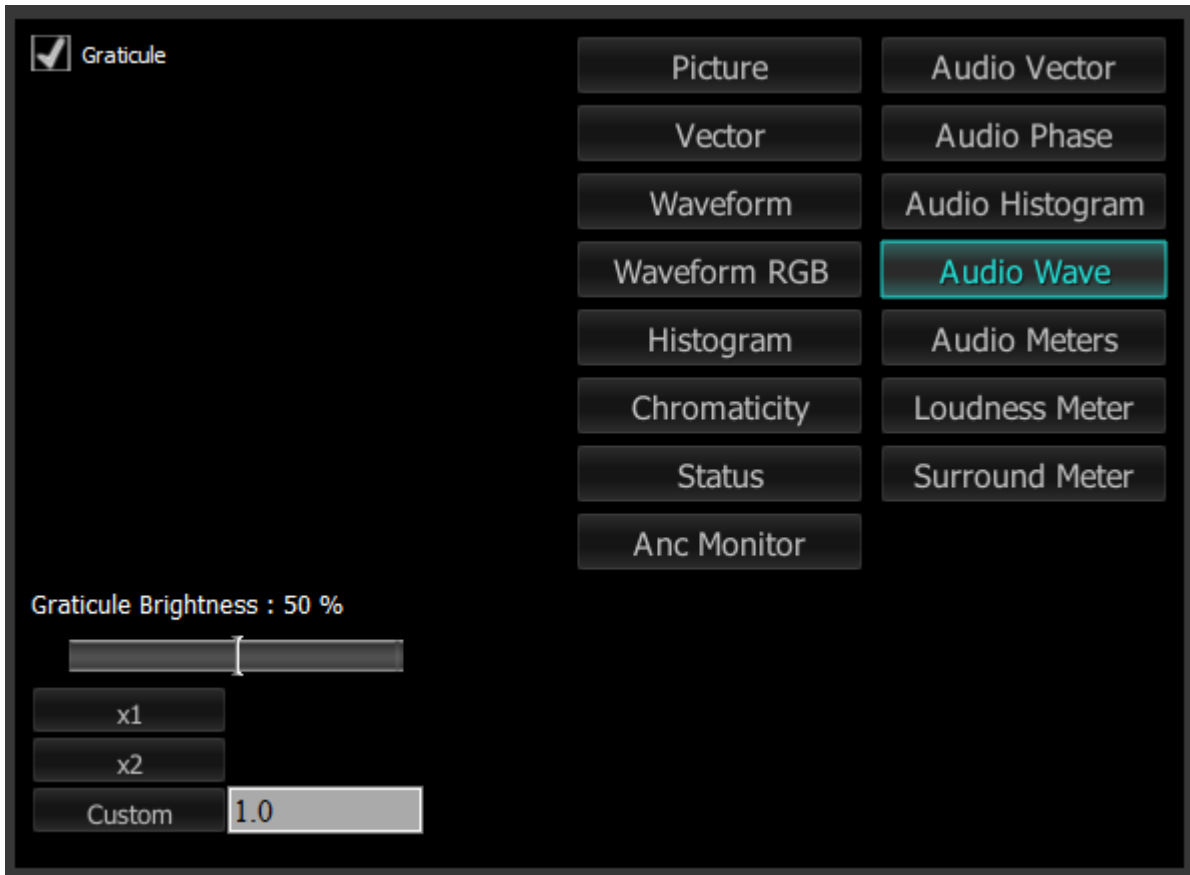 Graticule
Picture
Audio Vector
Vector
Audio Phase
Waveform
Audio Histogram
Waveform RGB
Audio Wave
Histogram
Audio Meters
Chromaticity
Loudness Meter
Status
Surround Meter
Anc Monitor
Graticule Brightness : 50 %
x1
x2
Custom
1.0